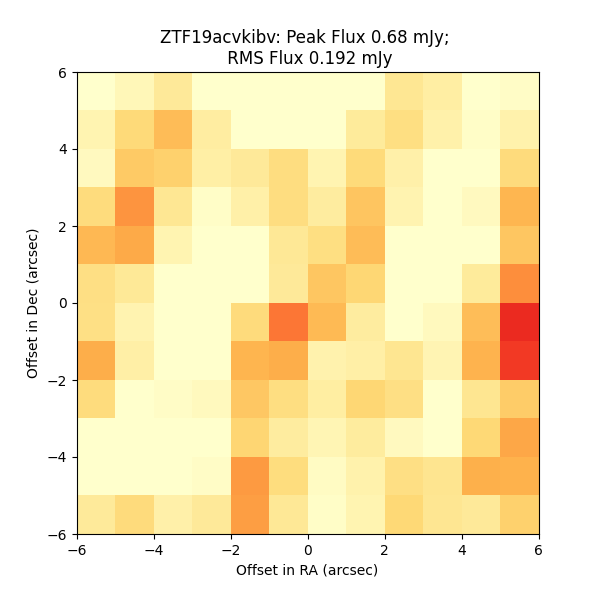 ZTF19acvkibv: Peak Flux 0.68 mJy;
RMS Flux 0.192 mJy
6
4
2
0
−2
−4
−6
Offset in Dec (arcsec)
−6 −4 −2 0 2 4 6
Offset in RA (arcsec)